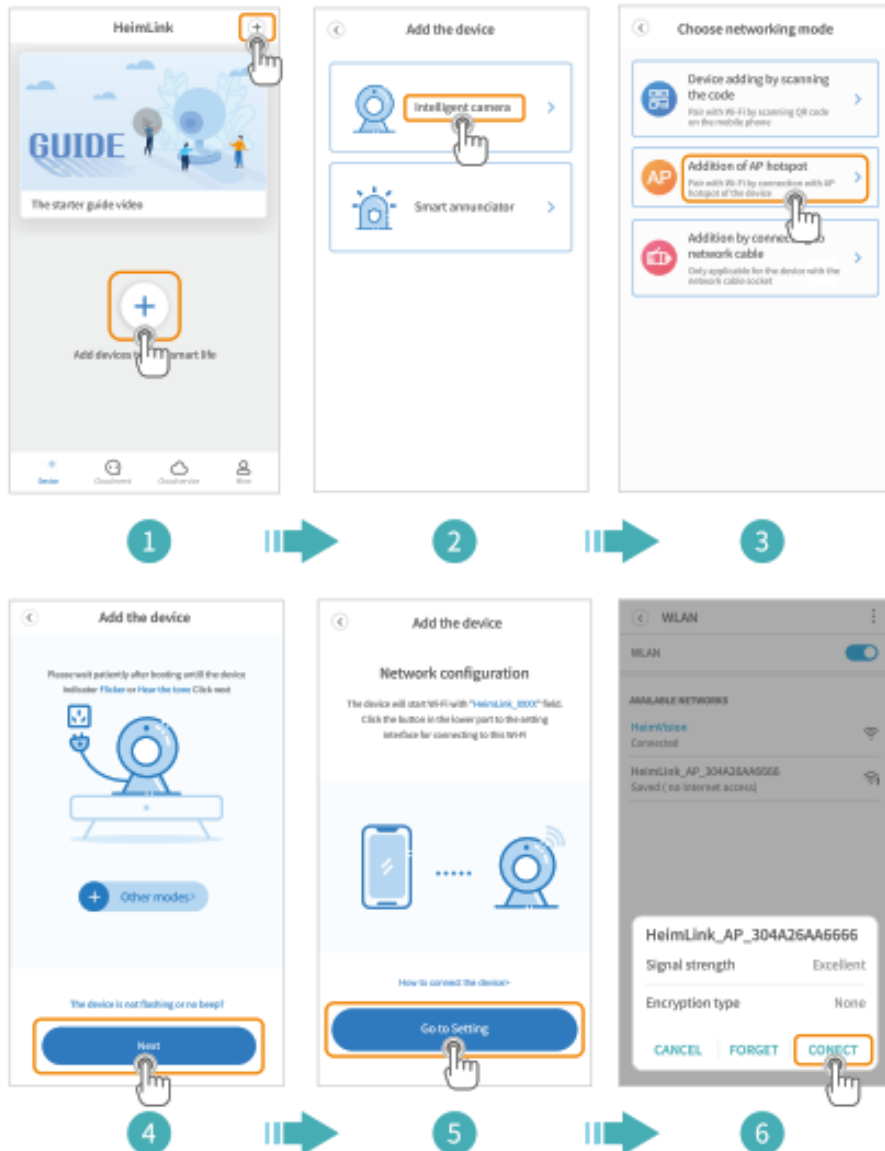 HeimLink
+
GUIDE
The starter guide video
+
Add devices smart life
Device
Cloud service
Mine
Add the device
Intelligent camera
Smart annunciator
Choose networking mode
Device adding by scanning
the code
Pair with Wi-Fi by scanning QR code
on the mobile phone
AP
Addition of AP hotspot
Pair with Wi-Fi by connection with AP
hotspot of the device
Addition by connec
network cable
Only applicable for the device with the
network cable socket
1
2
3
Add the device
Please wait patiently after booting antill the device
indicator Flicker or Hear the tone Click next
+ Other modes>
The device is not flashing or no beep?
Next
Add the device
Network configuration
The device will start Wi-Fi with "HeimLink_XXXX" field.
Click the button in the lower part to the setting
interface for connecting to this Wi-Fi
How to connect the device>
Go to Setting
WLAN
WLAN
AVAILABLE NETWORKS
HeimVision
Connected
HeimLink_AP_304A26AA6666
Saved ( no Internet access)
HeimLink_AP_304A26AA6666
Signal strength Excellent
Encryption type None
CANCEL FORGET CONECT
4
5
6